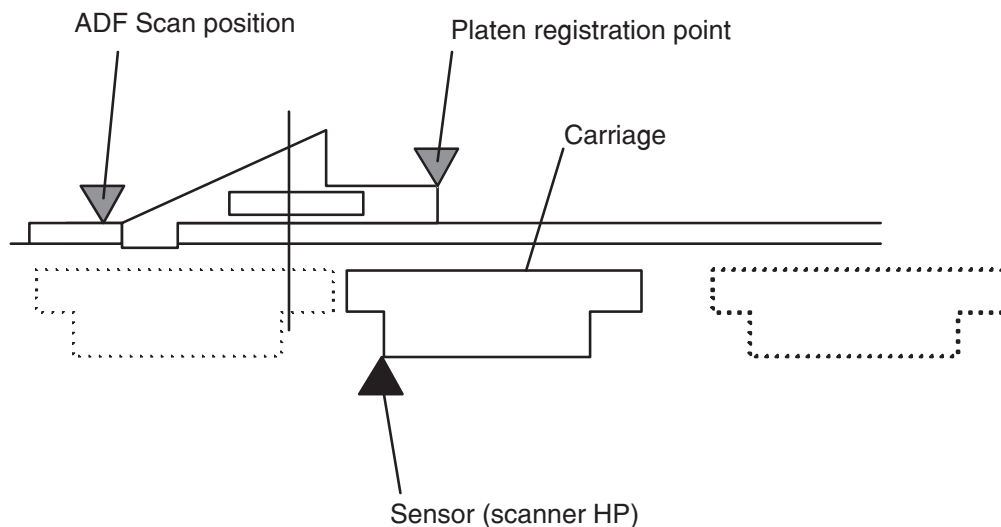 ADF Scan position
Platen registration point
Carriage
Sensor (scanner HP)